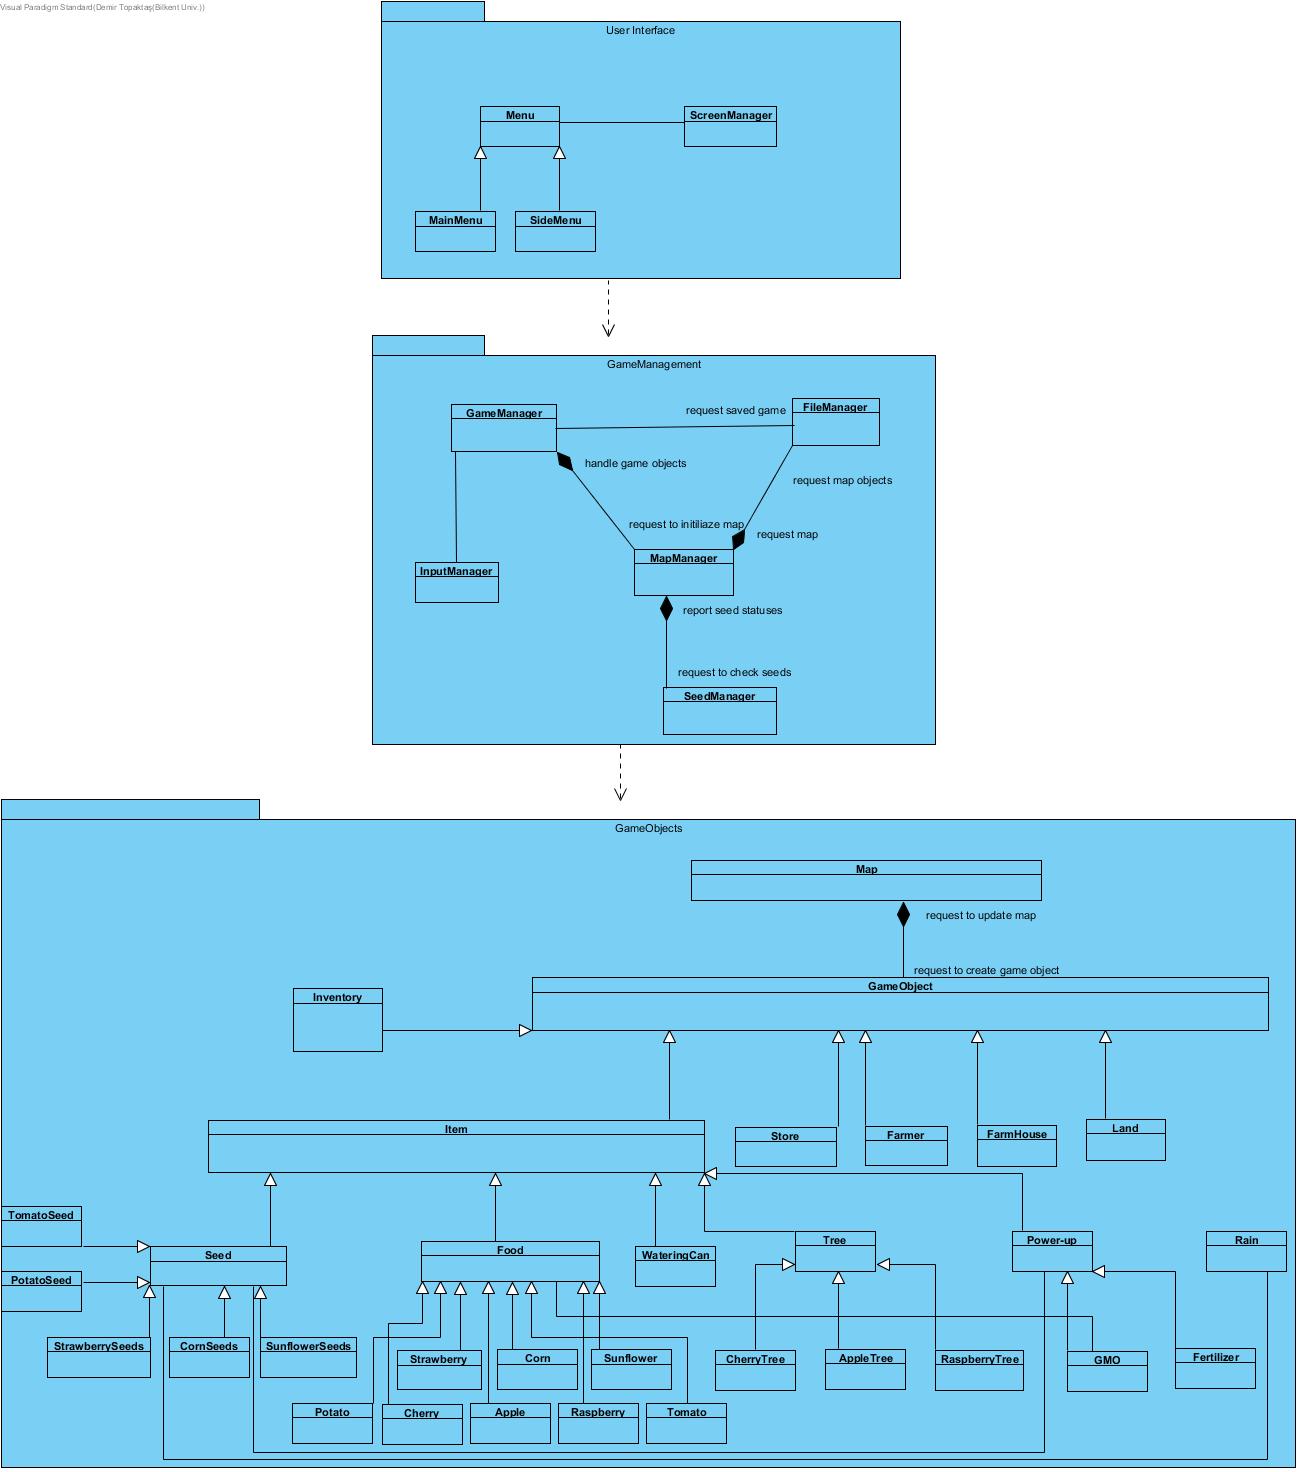 Visual Paradigm Standard(Demir Topaktaş(Bilkent Univ.))
User Interface
Menu
ScreenManager
MainMenu
SideMenu
GameManagement
GameManager
request saved game
FileManager
handle game objects
request map objects
request to initiliaze map
request map
InputManager
MapManager
report seed statuses
request to check seeds
SeedManager
GameObjects
Map
request to update map
request to create game object
GameObject
Inventory
Item
Store
Farmer
FarmHouse
Land
TomatoSeed
Seed
Food
WateringCan
Tree
Power-up
Rain
PotatoSeed
StrawberrySeeds
CornSeeds
SunflowerSeeds
Strawberry
Corn
Sunflower
CherryTree
AppleTree
RaspberryTree
GMO
Fertilizer
Potato
Cherry
Apple
Raspberry
Tomato